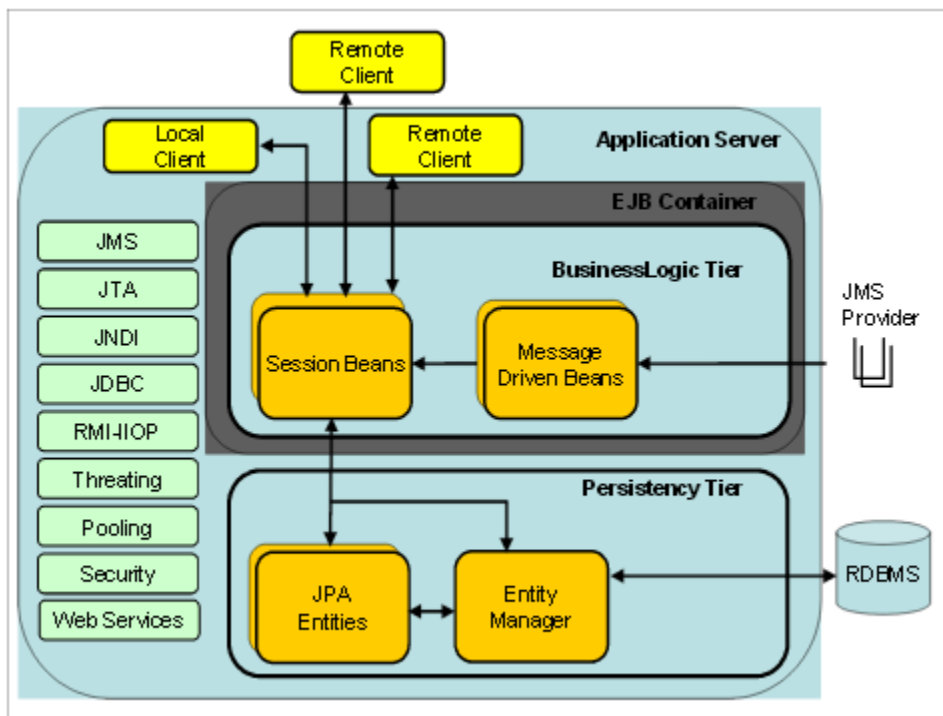 Remote
Client
Local
Client
Remote
Client
Application Server
EJB Container
BusinessLogic Tier
JMS
JTA
JNDI
JDBC
RMI-IIOP
Threating
Pooling
Security
Web Services
Session Beans
Message
Driven Beans
JMS
Provider
Persistency Tier
JPA
Entities
Entity
Manager
RDBMS